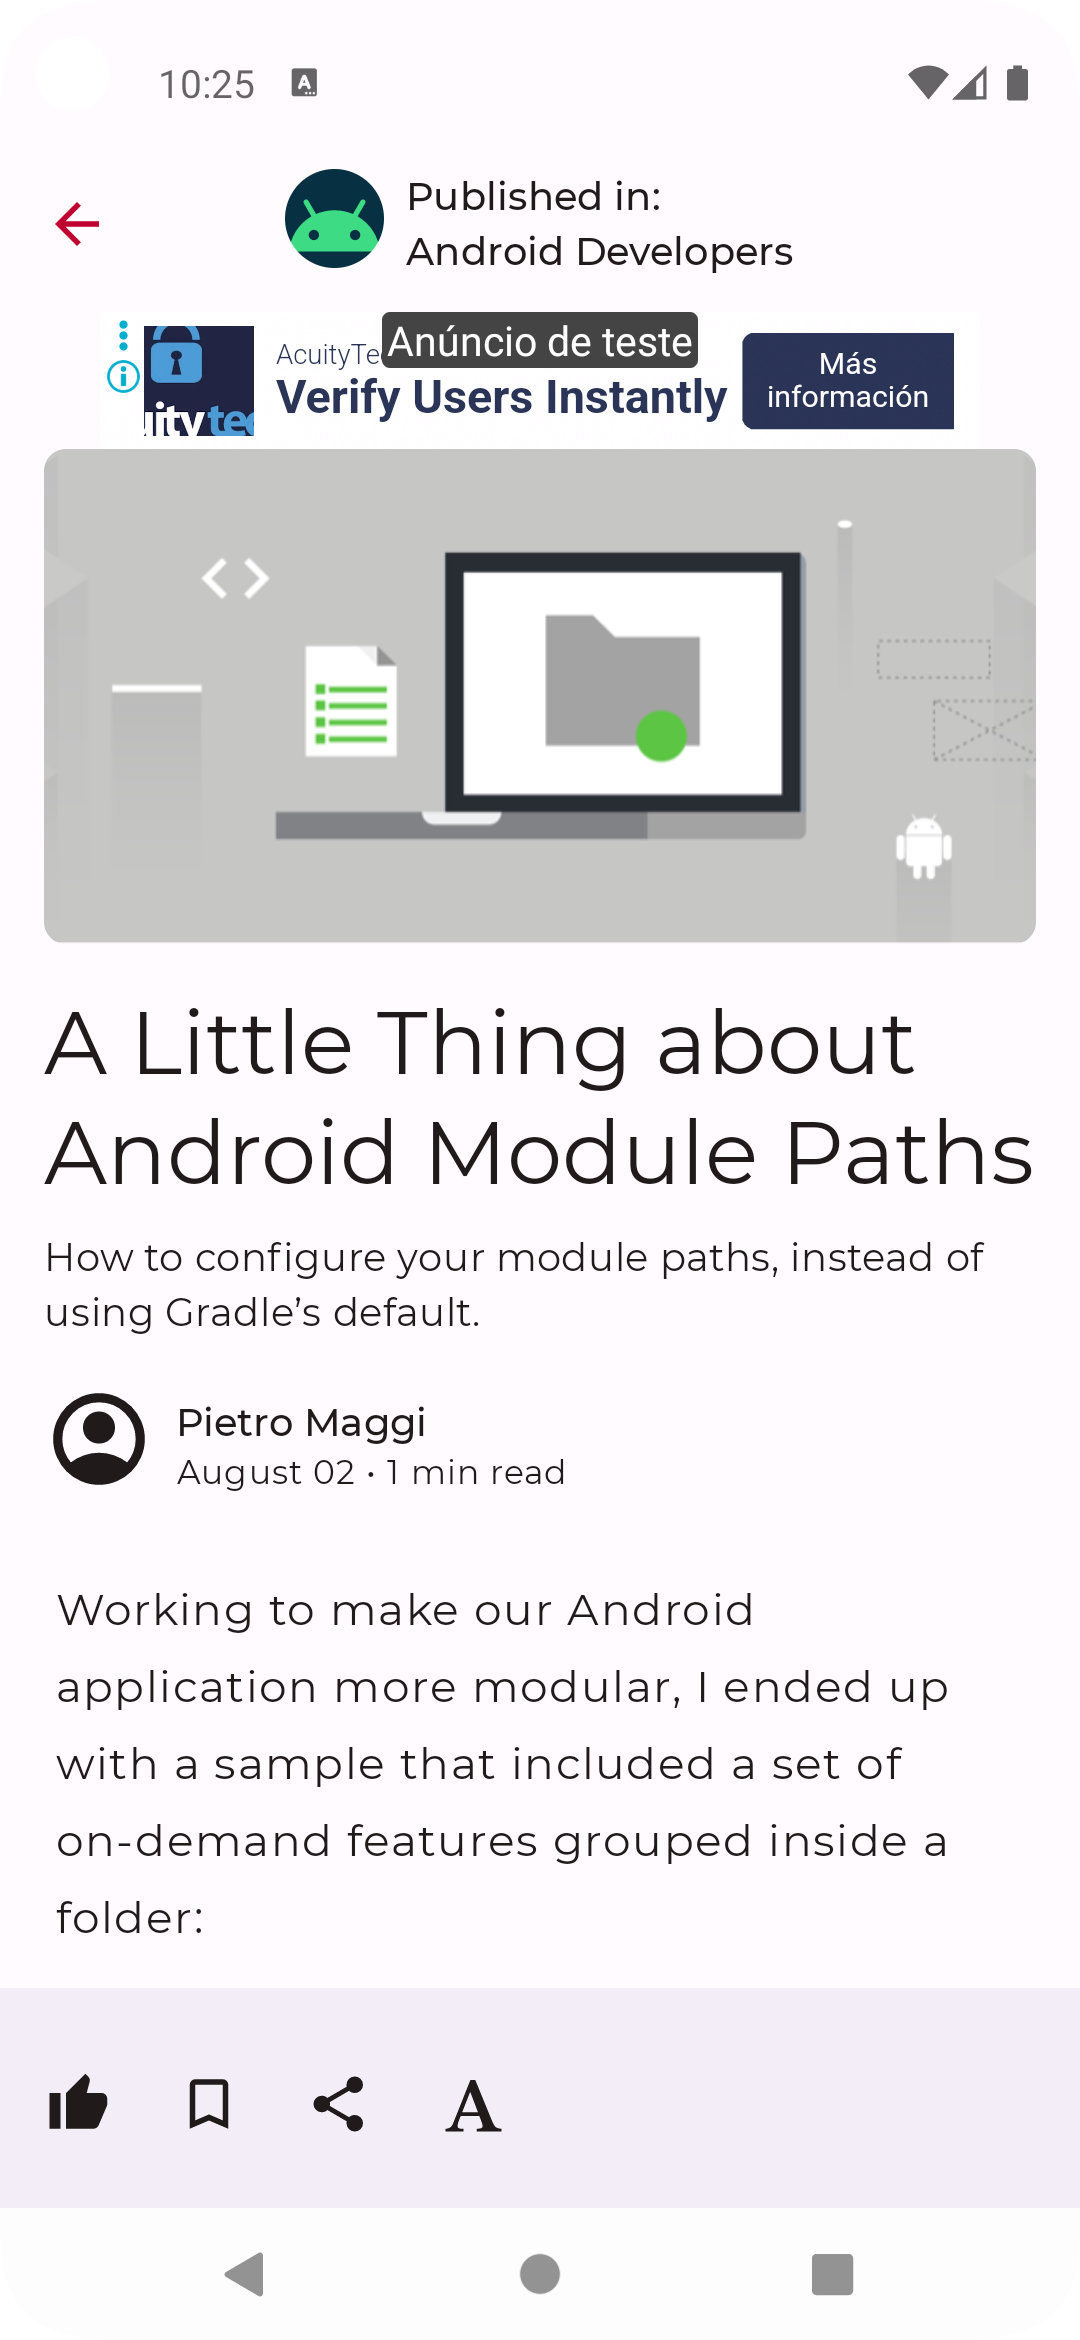 10:25
Published in:
Android Developers
Anúncio de teste
Verify Users Instantly
Más
información
A Little Thing about
Android Module Paths
How to configure your module paths, instead of
using Gradle’s default.
Pietro Maggi
August 02 • 1 min read
Working to make our Android
application more modular, I ended up
with a sample that included a set of
on-demand features grouped inside a
folder: